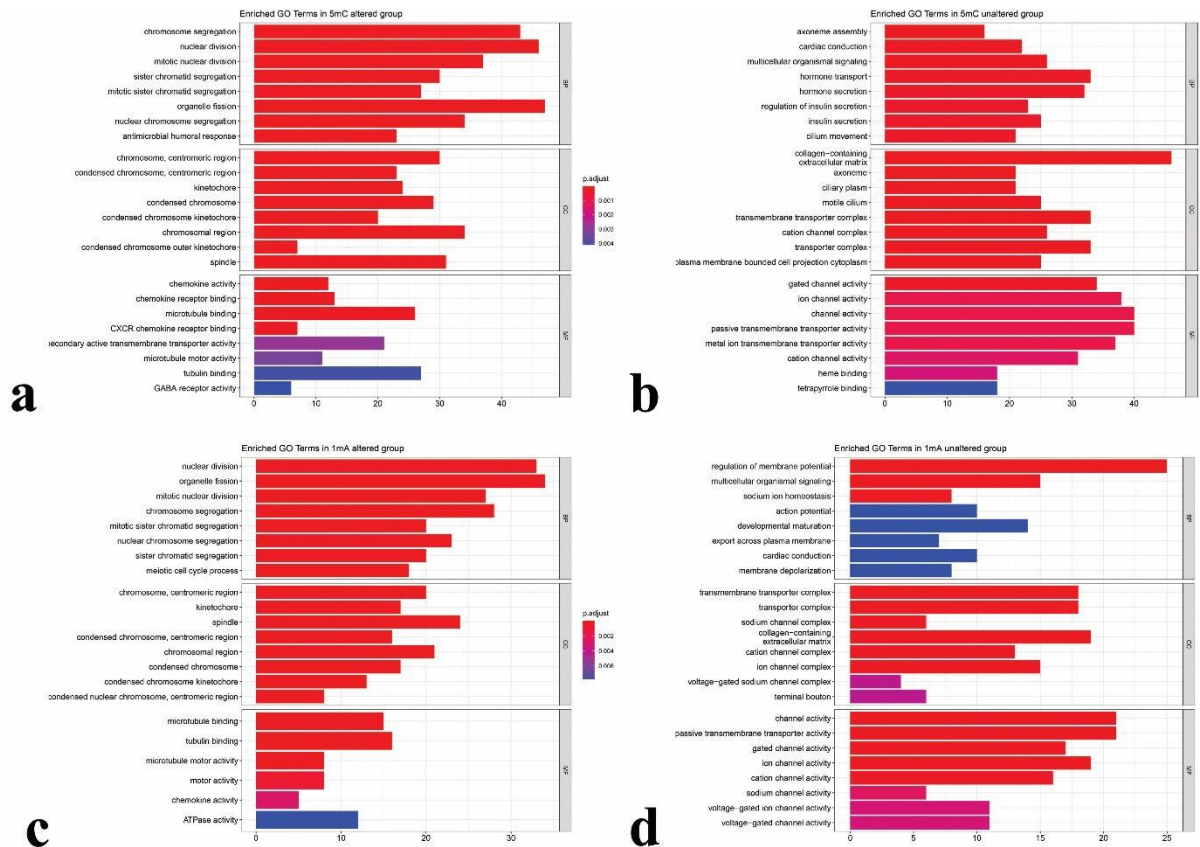 Enriched GO Terms in 5mC altered group
chromosome segregation
nuclear division
mitotic nuclear division
sister chromatid segregation
mitotic sister chromatid segregation
organelle fission
nuclear chromosome segregation
antimicrobial humoral response
BP
chromosome, centromeric region
condensed chromosome, centromeric region
kinetochore
condensed chromosome
condensed chromosome kinetochore
chromosomal region
condensed chromosome outer kinetochore
spindle
CC
chemokine activity
chemokine receptor binding
microtubule binding
CXCR chemokine receptor binding
secondary active transmembrane transporter activity
microtubule motor activity
tubulin binding
GABA receptor activity
MF
0 10 20 30 40
p.adjust
0.001
0.002
0.003
0.004
a
Enriched GO Terms in 5mC unaltered group
axoneme assembly
cardiac conduction
multicellular organismal signaling
hormone transport
hormone secretion
regulation of insulin secretion
insulin secretion
cilium movement
BP
collagen-containing
extracellular matrix
axoneme
ciliary plasm
motile cilium
transmembrane transporter complex
cation channel complex
transporter complex
plasma membrane bounded cell projection cytoplasm
CC
gated channel activity
ion channel activity
channel activity
passive transmembrane transporter activity
metal ion transmembrane transporter activity
cation channel activity
heme binding
tetrapyrrole binding
MF
0 10 20 30 40
b
Enriched GO Terms in 1mA altered group
nuclear division
organelle fission
mitotic nuclear division
chromosome segregation
mitotic sister chromatid segregation
nuclear chromosome segregation
sister chromatid segregation
meiotic cell cycle process
BP
chromosome, centromeric region
kinetochore
spindle
condensed chromosome, centromeric region
chromosomal region
condensed chromosome
condensed chromosome kinetochore
condensed nuclear chromosome, centromeric region
CC
microtubule binding
tubulin binding
microtubule motor activity
motor activity
chemokine activity
ATPase activity
MF
0 10 20 30
p.adjust
0.002
0.004
c
Enriched GO Terms in 1mA unaltered group
regulation of membrane potential
multicellular organismal signaling
sodium ion homeostasis
action potential
developmental maturation
export across plasma membrane
cardiac conduction
membrane depolarization
BP
transmembrane transporter complex
transporter complex
sodium channel complex
collagen-containing
extracellular matrix
cation channel complex
ion channel complex
voltage-gated sodium channel complex
terminal bouton
CC
channel activity
passive transmembrane transporter activity
gated channel activity
ion channel activity
cation channel activity
sodium channel activity
voltage-gated ion channel activity
voltage-gated channel activity
MF
0 5 10 15 20 25
d